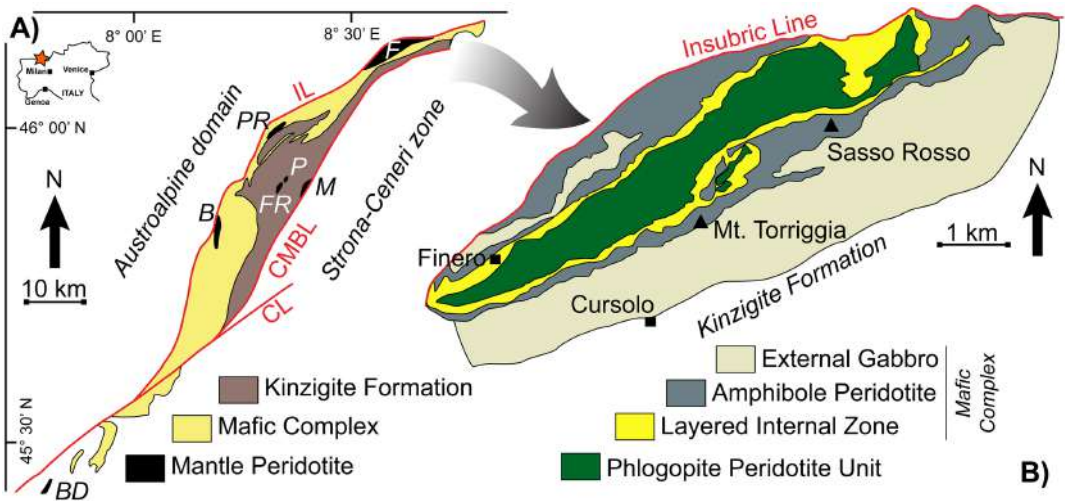 A)
8° 00' E
8° 30' E
Milan
Venice
Genoa
ITALY
46° 00' N
45° 30' N
N
10 km
Austroalpine domain
Strona-Ceneri zone
IL
CMBL
CL
F
PR
P
FR
M
B
BD
Kinzigite Formation
Mafic Complex
Mantle Peridotite
Insubric Line
Sasso Rosso
Mt. Torriggia
Finero
Cursolo
Kinzigite Formation
N
1 km
External Gabbro
Amphibole Peridotite
Layered Internal Zone
Mafic
Complex
Phlogopite Peridotite Unit
B)